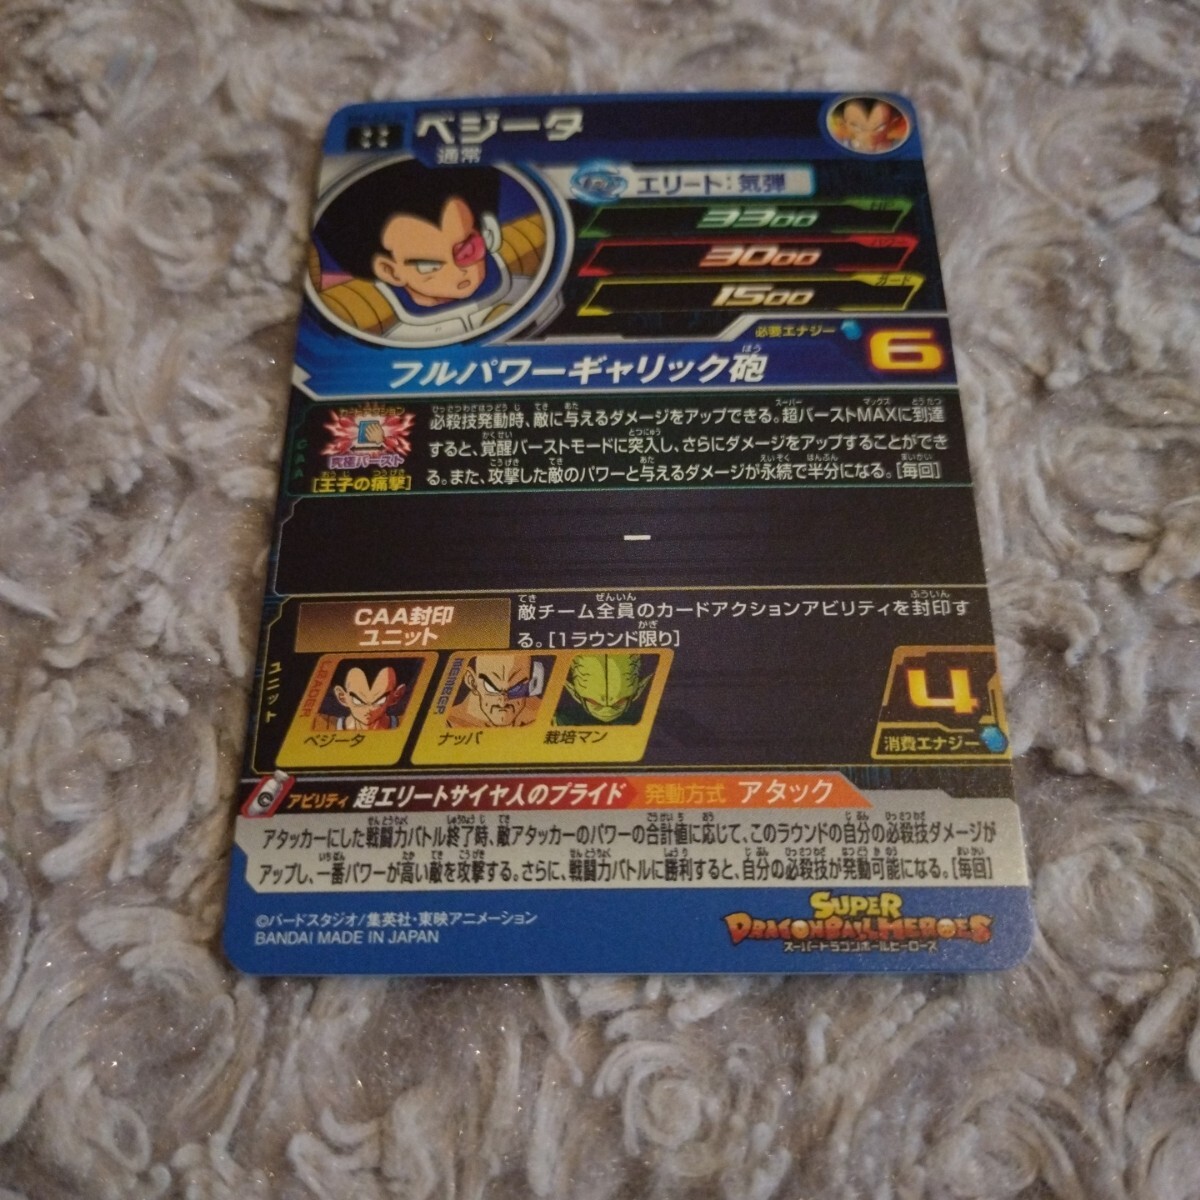 ベジータ
通常
エリート:気弾
HP
3300
パワー
3000
ガード
1500
必要エナジー
6
フルパワーギャリック砲
ほう
CAA
究極バースト
[王子の痛撃]
必殺技発動時、敵に与えるダメージをアップできる。超バーストMAXに到達
すると、覚醒バーストモードに突入し、さらにダメージをアップすることができ
る。また、攻撃した敵のパワーと与えるダメージが永続で半分になる。[毎回]
ー
CAA封印
ユニット
敵チーム全員のカードアクションアビリティを封印す
る。[1ラウンド限り]
ユニット
LEADER
ベジータ
MEMBER
ナッパ
栽培マン
4
消費エナジー
アビリティ 超エリートサイヤ人のプライド 発動方式 アタック
アタッカーにした戦闘力バトル終了時、敵アタッカーのパワーの合計値に応じて、このラウンドの自分の必殺技ダメージが
アップし、一番パワーが高い敵を攻撃する。さらに、戦闘力バトルに勝利すると、自分の必殺技が発動可能になる。[毎回]
©バードスタジオ/集英社・東映アニメーション
BANDAI MADE IN JAPAN
SUPER
DRAGONBALL HEROES
スーパードラゴンボールヒーローズ